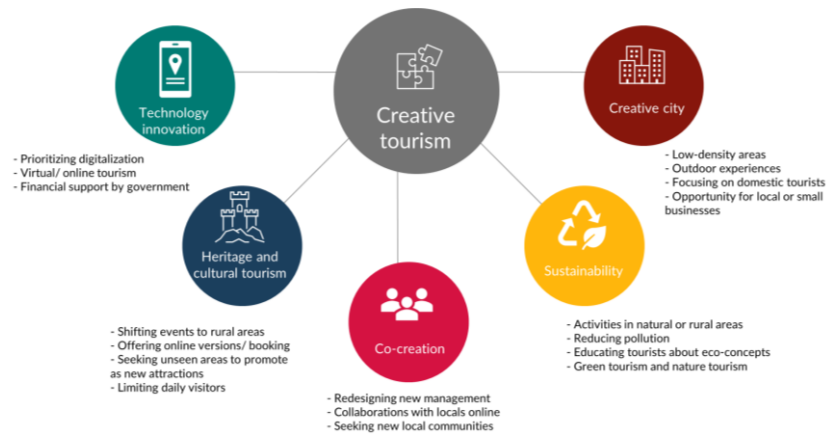 Creative
tourism
Technology
innovation
- Prioritizing digitalization
- Virtual/ online tourism
- Financial support by government
Creative city
- Low-density areas
- Outdoor experiences
- Focusing on domestic tourists
- Opportunity for local or small
businesses
Heritage and
cultural tourism
- Shifting events to rural areas
- Offering online versions/ booking
- Seeking unseen areas to promote
as new attractions
- Limiting daily visitors
Co-creation
- Redesigning new management
- Collaborations with locals online
- Seeking new local communities
Sustainability
- Activities in natural or rural areas
- Reducing pollution
- Educating tourists about eco-concepts
- Green tourism and nature tourism